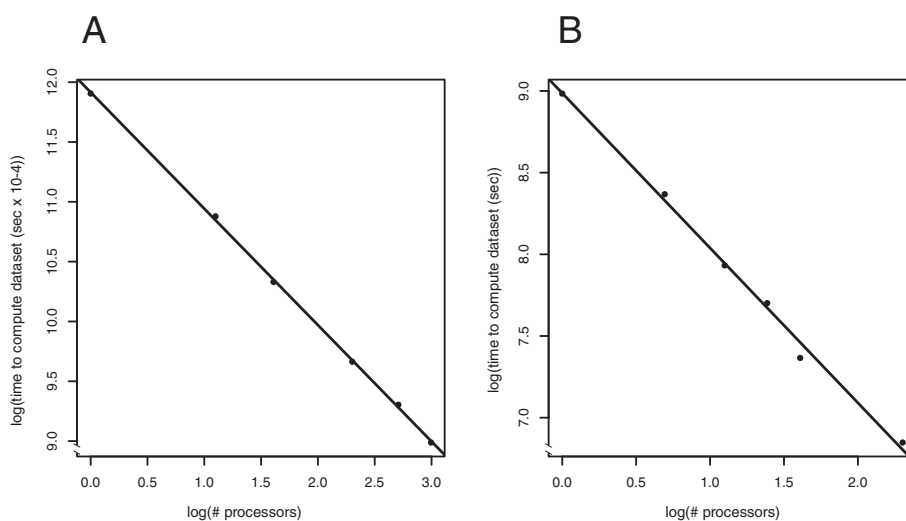 A
log(time to compute dataset (sec x 10-4))
12.0
11.5
11.0
10.5
10.0
9.5
9.0
0.0 0.5 1.0 1.5 2.0 2.5 3.0
log(# processors)
B
log(time to compute dataset (sec))
9.0
8.5
8.0
7.5
7.0
0.0 0.5 1.0 1.5 2.0
log(# processors)